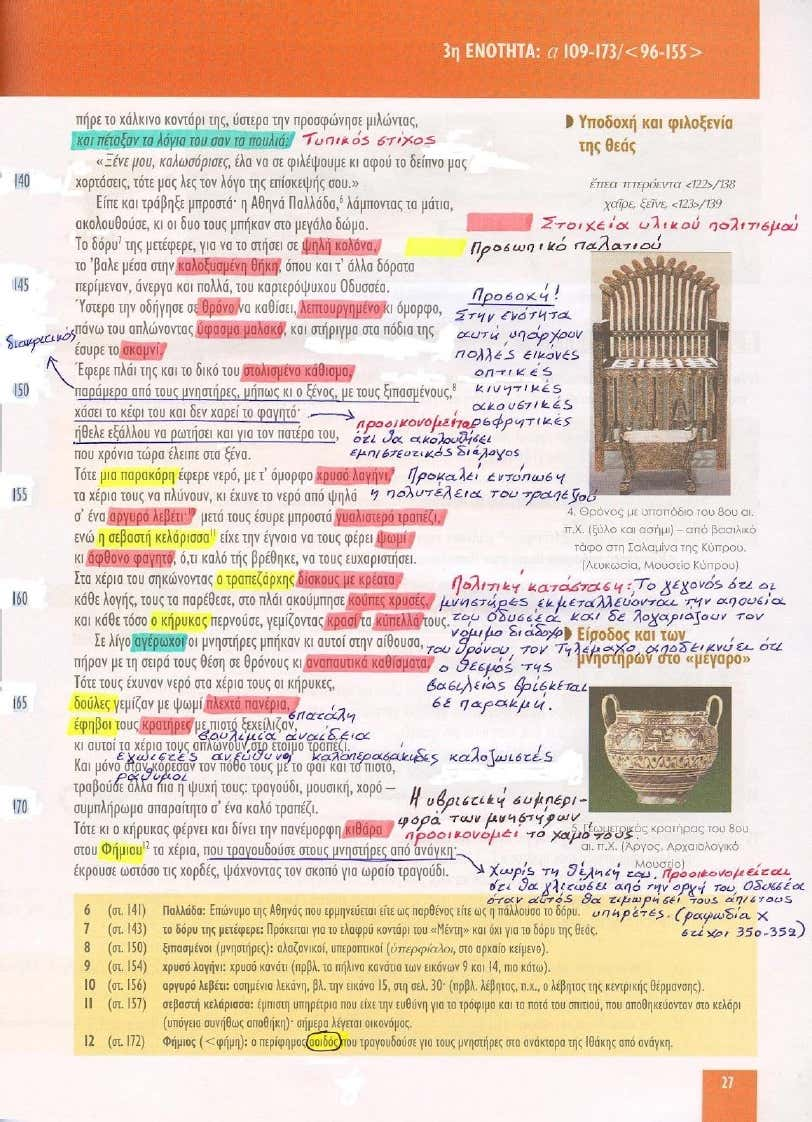 3η ΕΝΟΤΗΤΑ: α 109-173/<96-155>
πήρε το χάλκινο κοντάρι της, ύστερα την προσφώνησε μιλώντας,
και πέταξαν τα λόγια του σαν τα πουλιά: Τυπικός στίχος
«Ξένε μου, καλωσόρισες, έλα να σε φιλέψουμε κι αφού το δείπνο μας
140 χορτάσεις, τότε μας λες τον λόγο της επίσκεψής σου.»
Είπε και τράβηξε μπροστά· η Αθηνά Παλλάδα,6 λάμποντας τα μάτια,
ακολουθούσε, κι οι δυο τους μπήκαν στο μεγάλο δώμα.
Το δόρυ7 της μετέφερε, για να το στήσει σε ψηλή κολόνα,
το 'βαλε μέσα στην καλοξυσμένη θήκη, όπου και τ' άλλα δόρατα
145 περίμεναν, άνεργα και πολλά, του καρτερόψυχου Οδυσσέα.
Ύστερα την οδήγησε σε θρόνο να καθίσει, λεπτουργημένο κι όμορφο,
πάνω του απλώνοντας ύφασμα μαλακό, και στήριγμα στα πόδια της
έσυρε το σκαμνί.
Έφερε πλάι της και το δικό του στολισμένο κάθισμα,
διακριτικός
150 παράμερα από τους μνηστήρες, μήπως κι ο ξένος, με τους ξιπασμένους,8
χάσει το κέφι του και δεν χαρεί το φαγητό·
ήθελε εξάλλου να ρωτήσει και για τον πατέρα του,
προοικονομείται
ότι θα ακολουθήσει
εμπιστευτικός διάλογος
που χρόνια τώρα έλειπε στα ξένα.
Τότε μια παρακόρη έφερε νερό, με τ' όμορφο χρυσό λαγήνι,9
155 τα χέρια τους να πλύνουν, κι έχυνε το νερό από ψηλά
Προκαλεί εντύπωση
η πολυτέλεια του τραπεζιού
σ' ένα αργυρό λεβέτι·10 μετά τους έσυρε μπροστά γυαλιστερό τραπέζι,
ενώ η σεβαστή κελάρισσα11 είχε την έγνοια να τους φέρει ψωμί
κι άφθονο φαγητό, ό,τι καλό της βρέθηκε, να τους ευχαριστήσει.
Στα χέρια του σηκώνοντας ο τραπεζάρχης δίσκους με κρέατα
160 κάθε λογής, τους τα παρέθεσε, στο πλάι ακούμπησε κούπες χρυσές,
και κάθε τόσο ο κήρυκας περνούσε, γεμίζοντας κρασί τα κύπελλά τους.
Σε λίγο αγέρωχοι οι μνηστήρες μπήκαν κι αυτοί στην αίθουσα,
πήραν με τη σειρά τους θέση σε θρόνους κι αναπαυτικά καθίσματα.
Τότε τους έχυναν νερό στα χέρια τους οι κήρυκες,
165 δούλες γεμίζαν με ψωμί πλεχτά πανέρια,
έφηβοι τους κρατήρες με πιοτό ξεχείλιζαν,
σπατάλη
βουλιμία αναίδεια
κι αυτοί τα χέρια τους απλώνουν στο έτοιμο τραπέζι.
εγωιστές ανεύθυνοι καλοπερασάκηδες καλοζωιστές
Και μόνο όταν κόρεσαν τον πόθο τους με το φαΐ και το πιοτό,
ράθυμοι
τραβούσε άλλα πια η ψυχή τους: τραγούδι, μουσική, χορό –
170 συμπλήρωμα απαραίτητο σ' ένα καλό τραπέζι.
Τότε κι ο κήρυκας φέρνει και δίνει την πανέμορφη κιθάρα
στου Φήμιου12 τα χέρια, που τραγουδούσε στους μνηστήρες από ανάγκη·
έκρουσε ωστόσο τις χορδές, ψάχνοντας τον σκοπό για ωραίο τραγούδι.
Υποδοχή και φιλοξενία
της θεάς
ἔπεα πτερόεντα <122>/138
χαῖρε, ξεῖνε, <123>/139
Στοιχεία υλικού πολιτισμού
Προσωπικό παλατιού
Προσοχή!
Στην ενότητα
αυτή υπάρχουν
πολλές εικόνες
οπτικές
κινητικές
ακουστικές
οσφρητικές
4. Θρόνος με υποπόδιο του 8ου αι.
π.Χ. (ξύλο και ασήμι) – από βασιλικό
τάφο στη Σαλαμίνα της Κύπρου.
(Λευκωσία, Μουσείο Κύπρου)
Πολιτική κατάσταση: Το γεγονός ότι οι
μνηστήρες εκμεταλλεύονται την απουσία
του Οδυσσέα και δε λογαριάζουν τον
νόμιμο διάδοχο
του θρόνου, τον Τηλέμαχο, αποδεικνύει ότι
ο θεσμός της
βασιλείας βρίσκεται
σε παρακμή.
Είσοδος και των
μνηστήρων στο «μέγαρο»
Η υβριστική συμπερι-
φορά των μνηστήρων
προοικονομεί το χαμό τους.
5. Γεωμετρικός κρατήρας του 8ου
αι. π.Χ. (Άργος, Αρχαιολογικό
Μουσείο)
Χωρίς τη θέλησή του. Προοικονομείται
ότι θα γλιτώσει από την οργή του Οδυσσέα
όταν αυτός θα τιμωρήσει τους άπιστους
υπηρέτες. (ραψωδία χ
στίχοι 350-352)
6 (στ. 141) Παλλάδα: Επώνυμο της Αθηνάς που ερμηνεύεται είτε ως παρθένος είτε ως η πάλλουσα το δόρυ.
7 (στ. 143) το δόρυ της μετέφερε: Πρόκειται για το ελαφρύ κοντάρι του «Μέντη» και όχι για το δόρυ της θεάς.
8 (στ. 150) ξιπασμένοι (μνηστήρες): αλαζονικοί, υπεροπτικοί (ὑπερφίαλοι, στο αρχαίο κείμενο).
9 (στ. 154) χρυσό λαγήνι: χρυσό κανάτι (πρβλ. τα πήλινα κανάτια των εικόνων 9 και 14, πιο κάτω).
10 (στ. 156) αργυρό λεβέτι: ασημένια λεκάνη, βλ. την εικόνα 15, στη σελ. 30· (πρβλ. λέβητας, π.χ., ο λέβητας της κεντρικής θέρμανσης).
11 (στ. 157) σεβαστή κελάρισσα: έμπιστη υπηρέτρια που είχε την ευθύνη για τα τρόφιμα και τα ποτά του σπιτιού, που αποθηκεύονταν στο κελάρι
(υπόγεια συνήθως αποθήκη)· σήμερα λέγεται οικονόμος.
12 (στ. 172) Φήμιος (<φήμη): ο περίφημος αοιδός που τραγουδούσε για τους μνηστήρες στα ανάκτορα της Ιθάκης από ανάγκη.
27